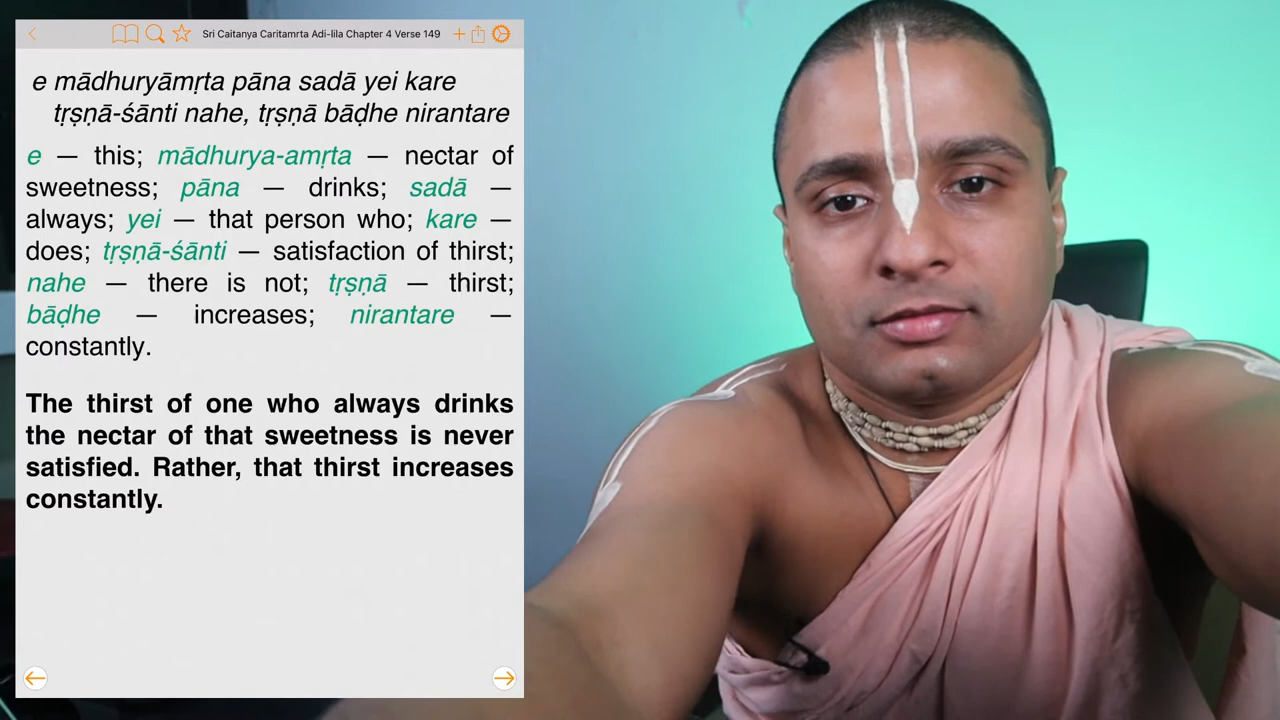 Sri Caitanya Caritamrta Adi-lila Chapter 4 Verse 149
e mādhuryāmṛta pāna sadā yei kare
tṛṣṇā-śānti nahe, tṛṣṇā bāḍhe nirantare
e — this; mādhurya-amṛta — nectar of
sweetness; pāna — drinks; sadā —
always; yei — that person who; kare —
does; tṛṣṇā-śānti — satisfaction of thirst;
nahe — there is not; tṛṣṇā — thirst;
bāḍhe — increases; nirantare —
constantly.
The thirst of one who always drinks
the nectar of that sweetness is never
satisfied. Rather, that thirst increases
constantly.